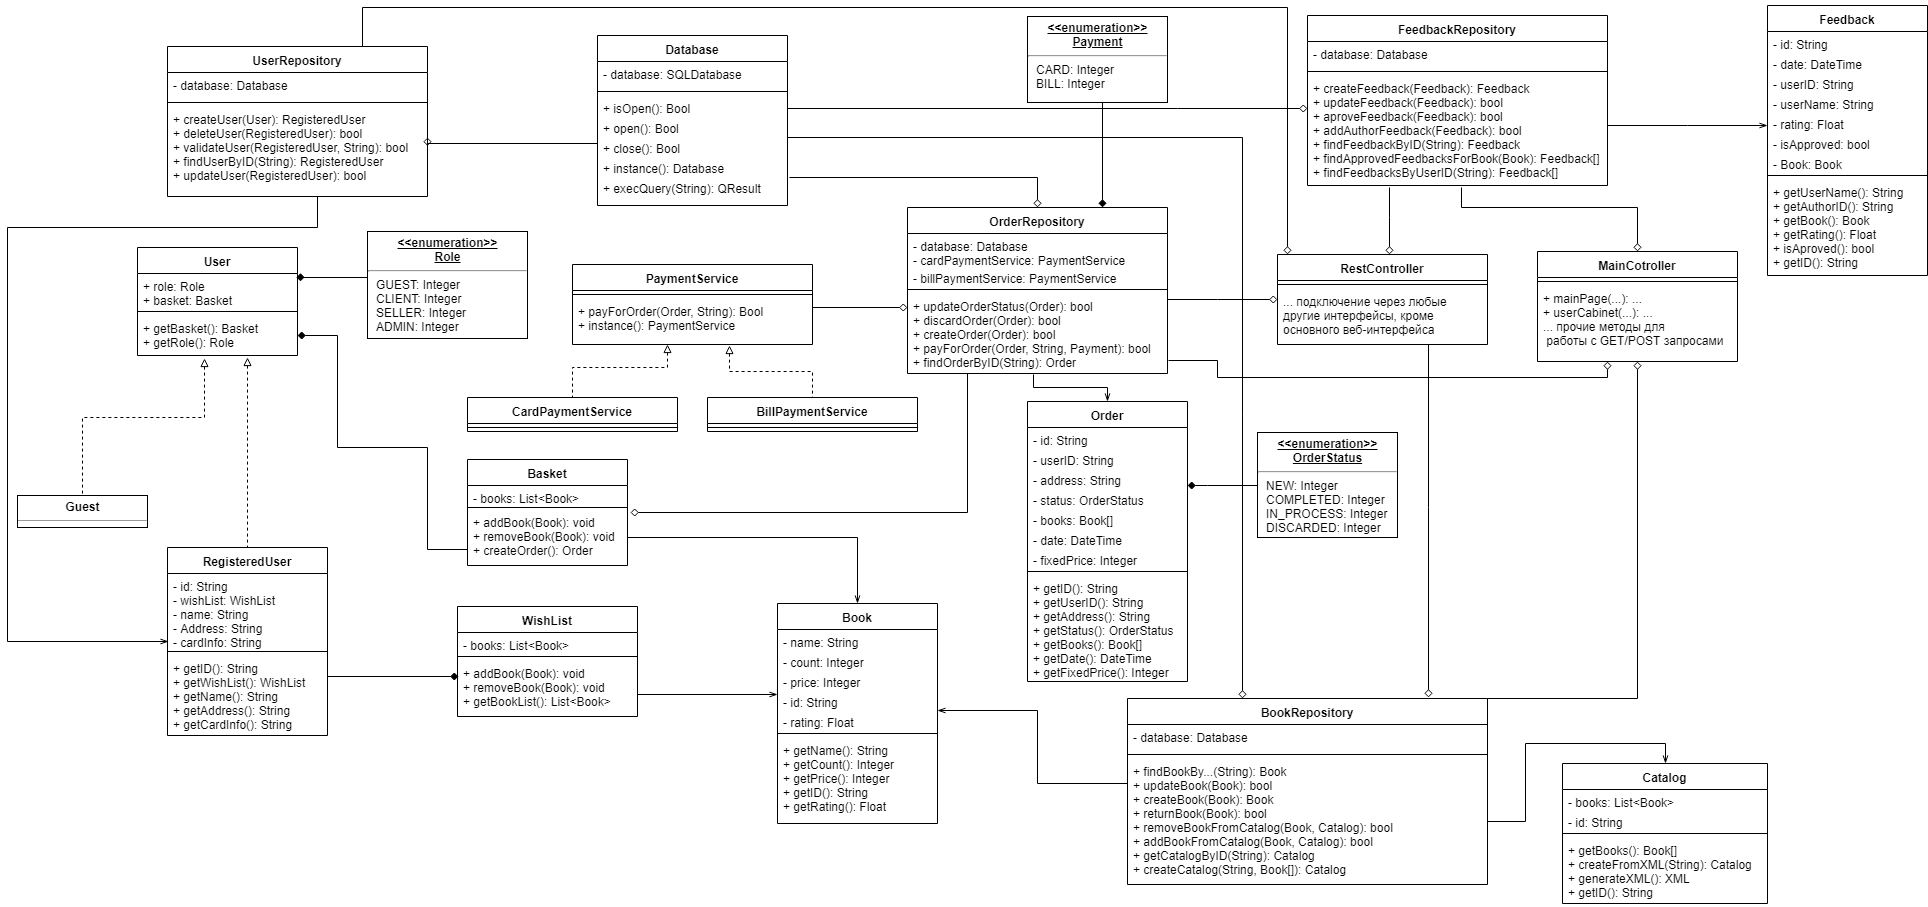 UserRepository
- database: Database
+ createUser(User): RegisteredUser
+ deleteUser(RegisteredUser): bool
+ validateUser(RegisteredUser, String): bool
+ findUserByID(String): RegisteredUser
+ updateUser(RegisteredUser): bool
Database
- database: SQLDatabase
+ isOpen(): Bool
+ open(): Bool
+ close(): Bool
+ instance(): Database
+ execQuery(String): QResult
<<enumeration>>
Payment
CARD: Integer
BILL: Integer
FeedbackRepository
- database: Database
+ createFeedback(Feedback): Feedback
+ updateFeedback(Feedback): bool
+ aproveFeedback(Feedback): bool
+ addAuthorFeedback(Feedback): bool
+ findFeedbackByID(String): Feedback
+ findApprovedFeedbacksForBook(Book): Feedback[]
+ findFeedbacksByUserID(String): Feedback[]
Feedback
- id: String
- date: DateTime
- userID: String
- userName: String
- rating: Float
- isApproved: bool
- Book: Book
+ getUserName(): String
+ getAuthorID(): String
+ getBook(): Book
+ getRating(): Float
+ isAproved(): bool
+ getID(): String
User
+ role: Role
+ basket: Basket
+ getBasket(): Basket
+ getRole(): Role
<<enumeration>>
Role
GUEST: Integer
CLIENT: Integer
SELLER: Integer
ADMIN: Integer
PaymentService
+ payForOrder(Order, String): Bool
+ instance(): PaymentService
OrderRepository
- database: Database
- cardPaymentService: PaymentService
- billPaymentService: PaymentService
+ updateOrderStatus(Order): bool
+ discardOrder(Order): bool
+ createOrder(Order): bool
+ payForOrder(Order, String, Payment): bool
+ findOrderByID(String): Order
RestController
... подключение через любые
другие интерфейсы, кроме
основного веб-интерфейса
MainCotroller
+ mainPage(...): ...
+ userCabinet(...): ...
... прочие методы для
работы с GET/POST запросами
CardPaymentService
BillPaymentService
Guest
Basket
- books: List<Book>
+ addBook(Book): void
+ removeBook(Book): void
+ createOrder(): Order
Order
- id: String
- userID: String
- address: String
- status: OrderStatus
- books: Book[]
- date: DateTime
- fixedPrice: Integer
+ getID(): String
+ getUserID(): String
+ getAddress(): String
+ getStatus(): OrderStatus
+ getBooks(): Book[]
+ getDate(): DateTime
+ getFixedPrice(): Integer
<<enumeration>>
OrderStatus
NEW: Integer
COMPLETED: Integer
IN_PROCESS: Integer
DISCARDED: Integer
RegisteredUser
- id: String
- wishList: WishList
- name: String
- Address: String
- cardInfo: String
+ getID(): String
+ getWishList(): WishList
+ getName(): String
+ getAddress(): String
+ getCardInfo(): String
WishList
- books: List<Book>
+ addBook(Book): void
+ removeBook(Book): void
+ getBookList(): List<Book>
Book
- name: String
- count: Integer
- price: Integer
- id: String
- rating: Float
+ getName(): String
+ getCount(): Integer
+ getPrice(): Integer
+ getID(): String
+ getRating(): Float
BookRepository
- database: Database
+ findBookBy...(String): Book
+ updateBook(Book): bool
+ createBook(Book): Book
+ returnBook(Book): bool
+ removeBookFromCatalog(Book, Catalog): bool
+ addBookFromCatalog(Book, Catalog): bool
+ getCatalogByID(String): Catalog
+ createCatalog(String, Book[]): Catalog
Catalog
- books: List<Book>
- id: String
+ getBooks(): Book[]
+ createFromXML(String): Catalog
+ generateXML(): XML
+ getID(): String